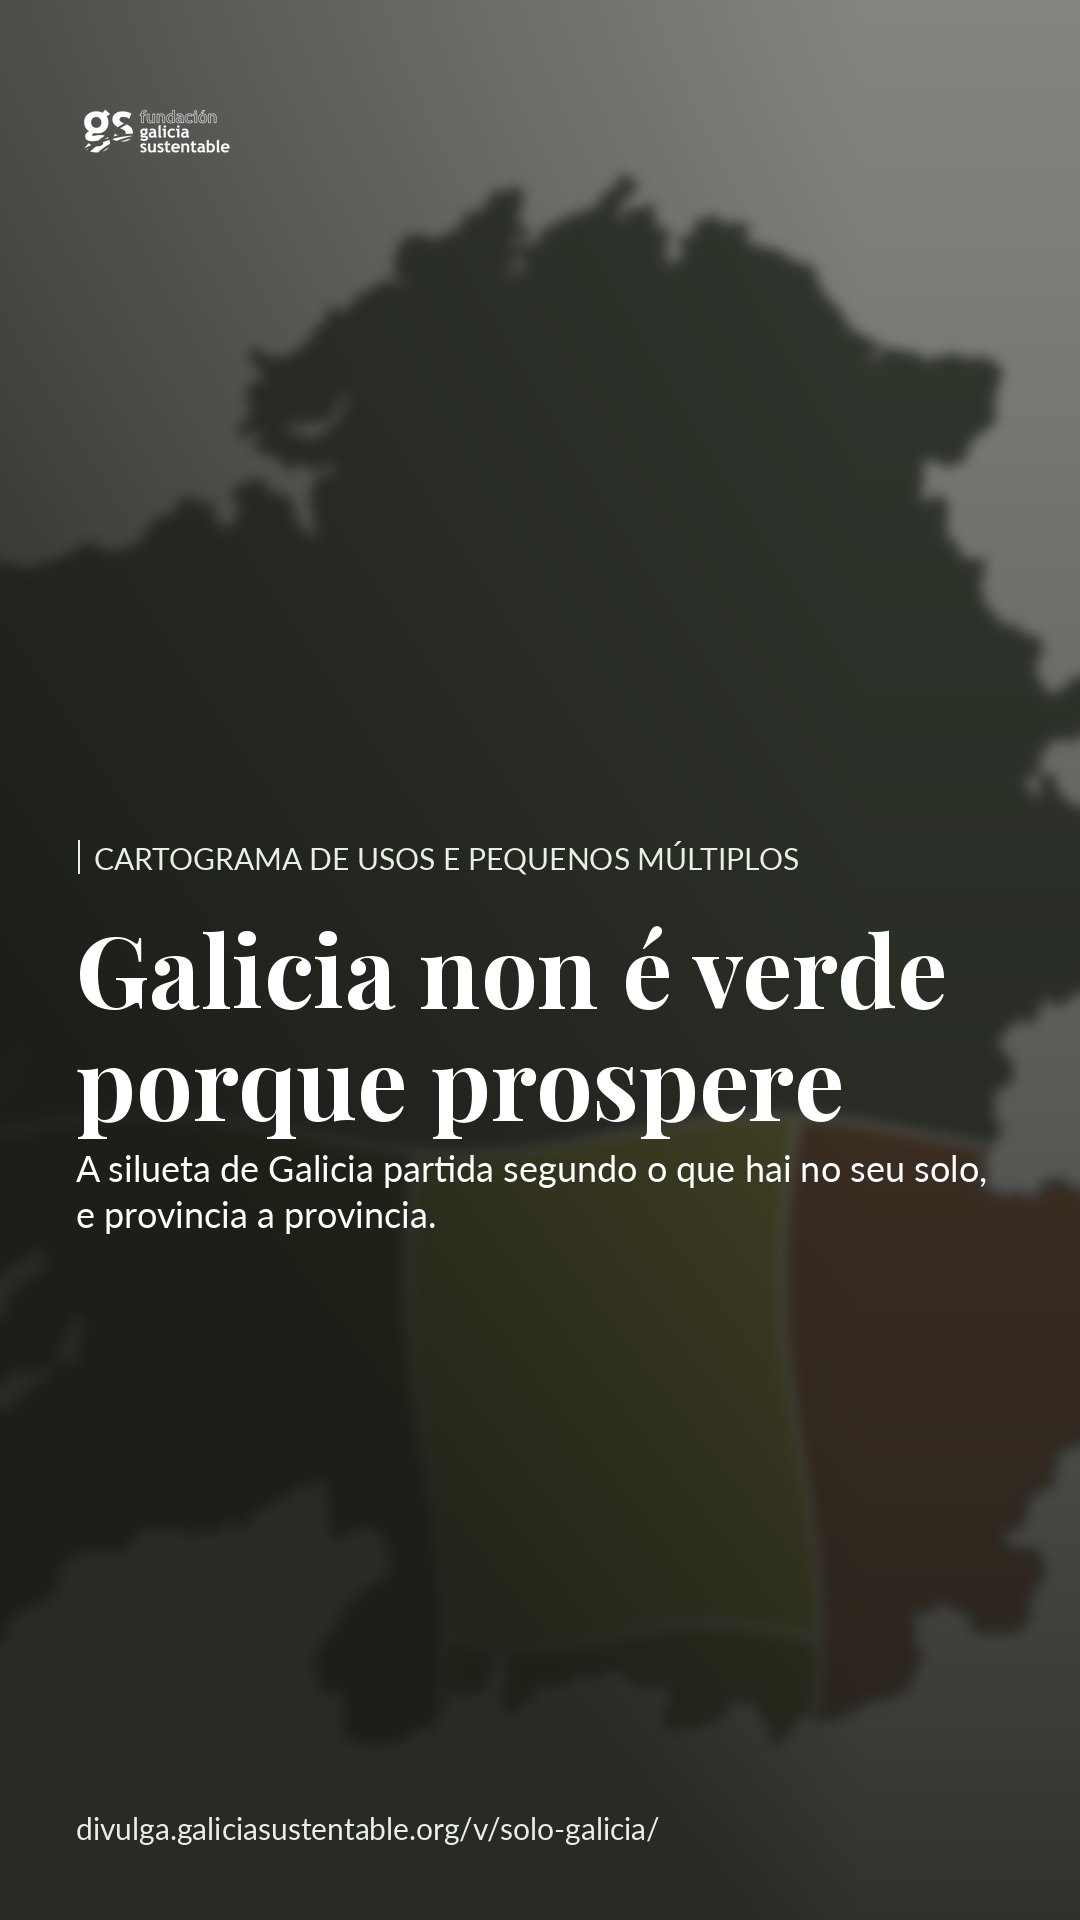 gs fundación
galicia
sustentable
CARTOGRAMA DE USOS E PEQUENOS MÚLTIPLOS
Galicia non é verde
porque prospere
A silueta de Galicia partida segundo o que hai no seu solo,
e provincia a provincia.
divulga.galiciasustentable.org/v/solo-galicia/